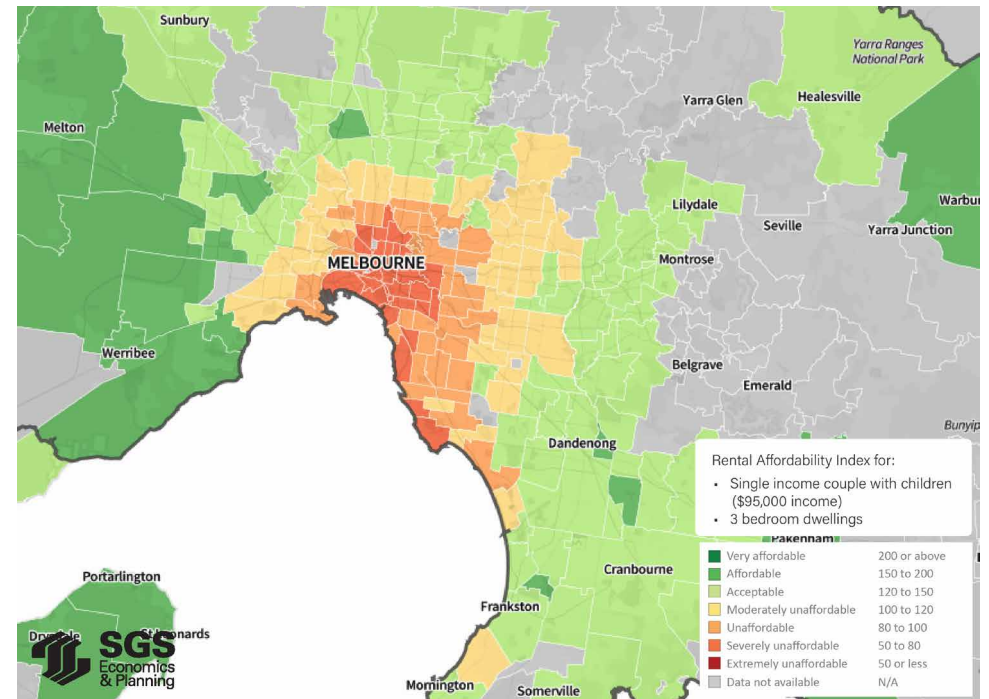 Sunbury
Yarra Ranges
National Park
Yarra Glen
Healesville
Melton
Lilydale
Warbur
Seville
Yarra Junction
MELBOURNE
Montrose
Werribee
Belgrave
Emerald
Bunyip
Dandenong
Rental Affordability Index for:
• Single income couple with children
($95,000 income)
• 3 bedroom dwellings
Pakenham
Very affordable 200 or above
Affordable 150 to 200
Acceptable 120 to 150
Moderately unaffordable 100 to 120
Unaffordable 80 to 100
Severely unaffordable 50 to 80
Extremely unaffordable 50 or less
Data not available N/A
Cranbourne
Portarlington
Frankston
St Leonards
SGS
Economics
& Planning
Mornington
Somerville